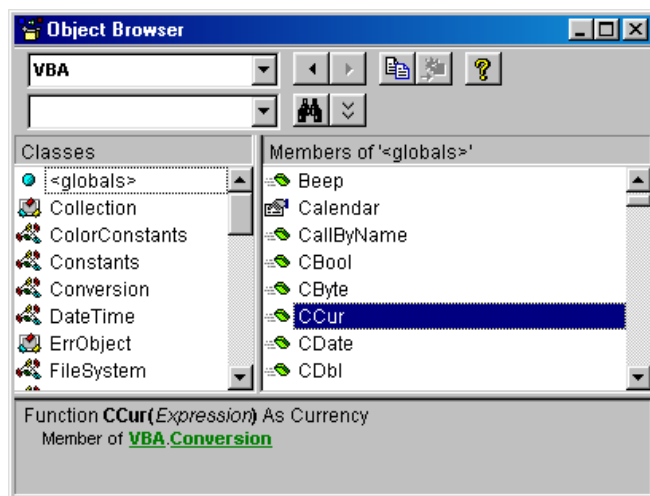 Object Browser
VBA
Classes
Members of '<globals>'
<globals>
Collection
ColorConstants
Constants
Conversion
DateTime
ErrObject
FileSystem
Beep
Calendar
CallByName
CBool
CByte
CCur
CDate
CDbl
Function CCur(Expression) As Currency
Member of VBA.Conversion